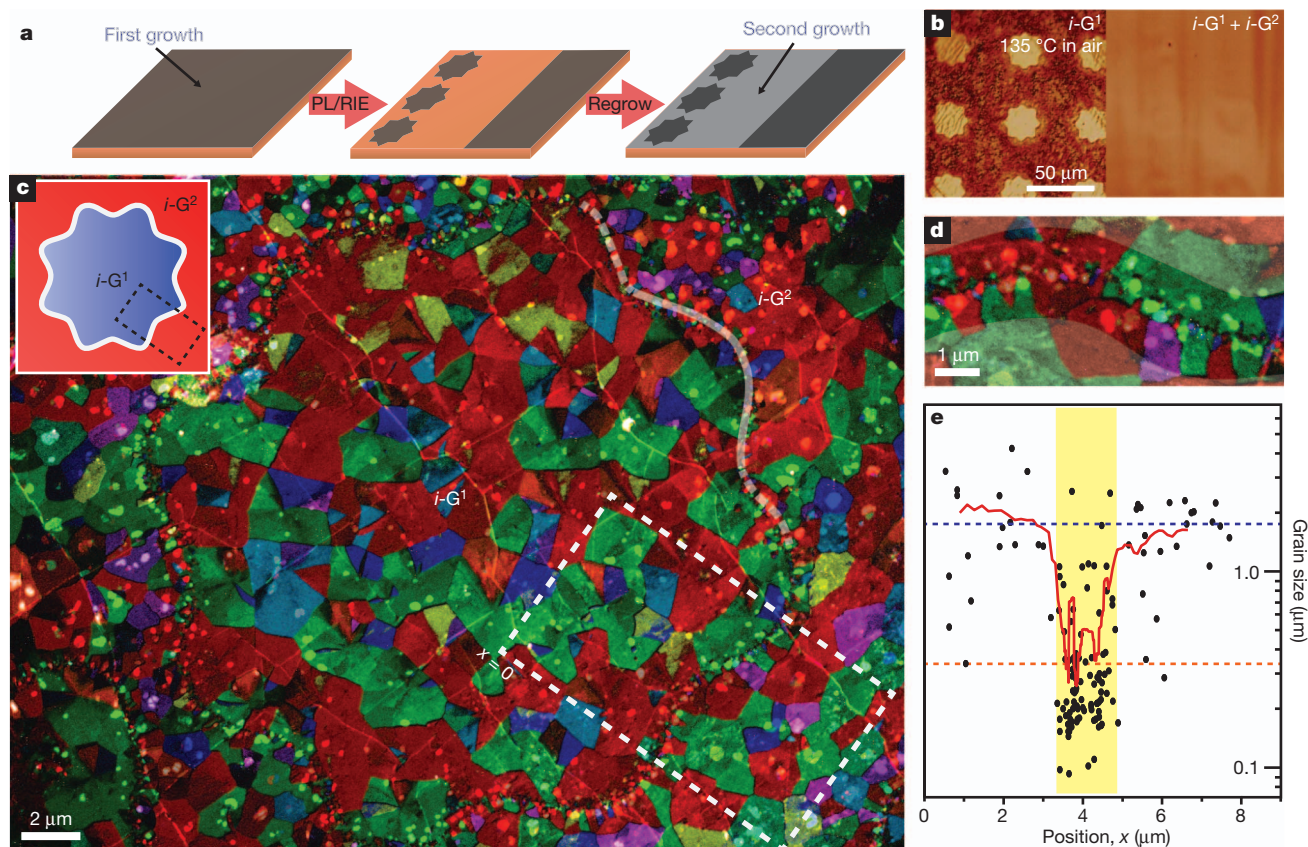 a
First growth
PL/RIE
Regrow
Second growth
b
i-G¹
135 °C in air
i-G¹ + i-G²
50 µm
c
i-G²
i-G¹
i-G²
i-G¹
x = 0
2 µm
d
1 µm
e
1.0
0.1
Grain size (µm)
0
2
4
6
8
Position, x (µm)